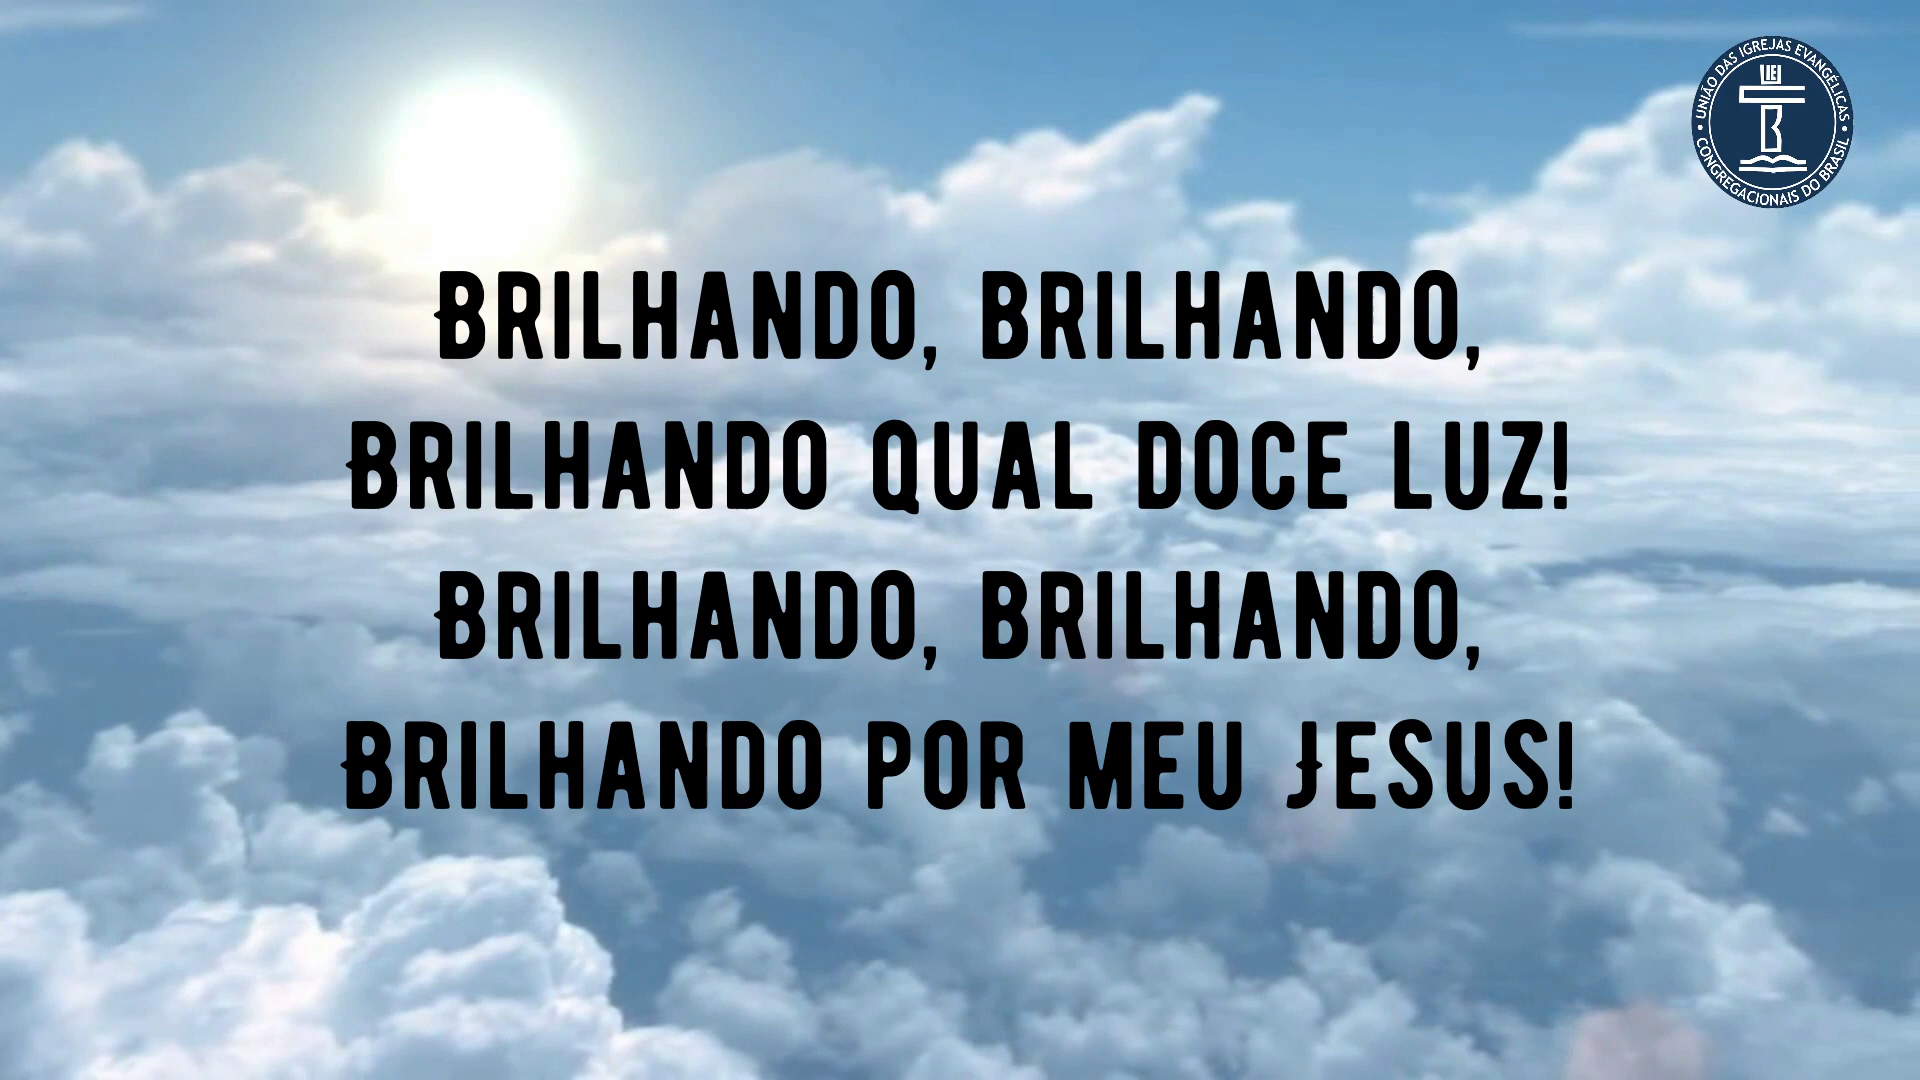 UNIÃO DAS IGREJAS EVANGÉLICAS
CONGREGACIONAIS DO BRASIL
BRILHANDO, BRILHANDO,
BRILHANDO QUAL DOCE LUZ!
BRILHANDO, BRILHANDO,
BRILHANDO POR MEU JESUS!